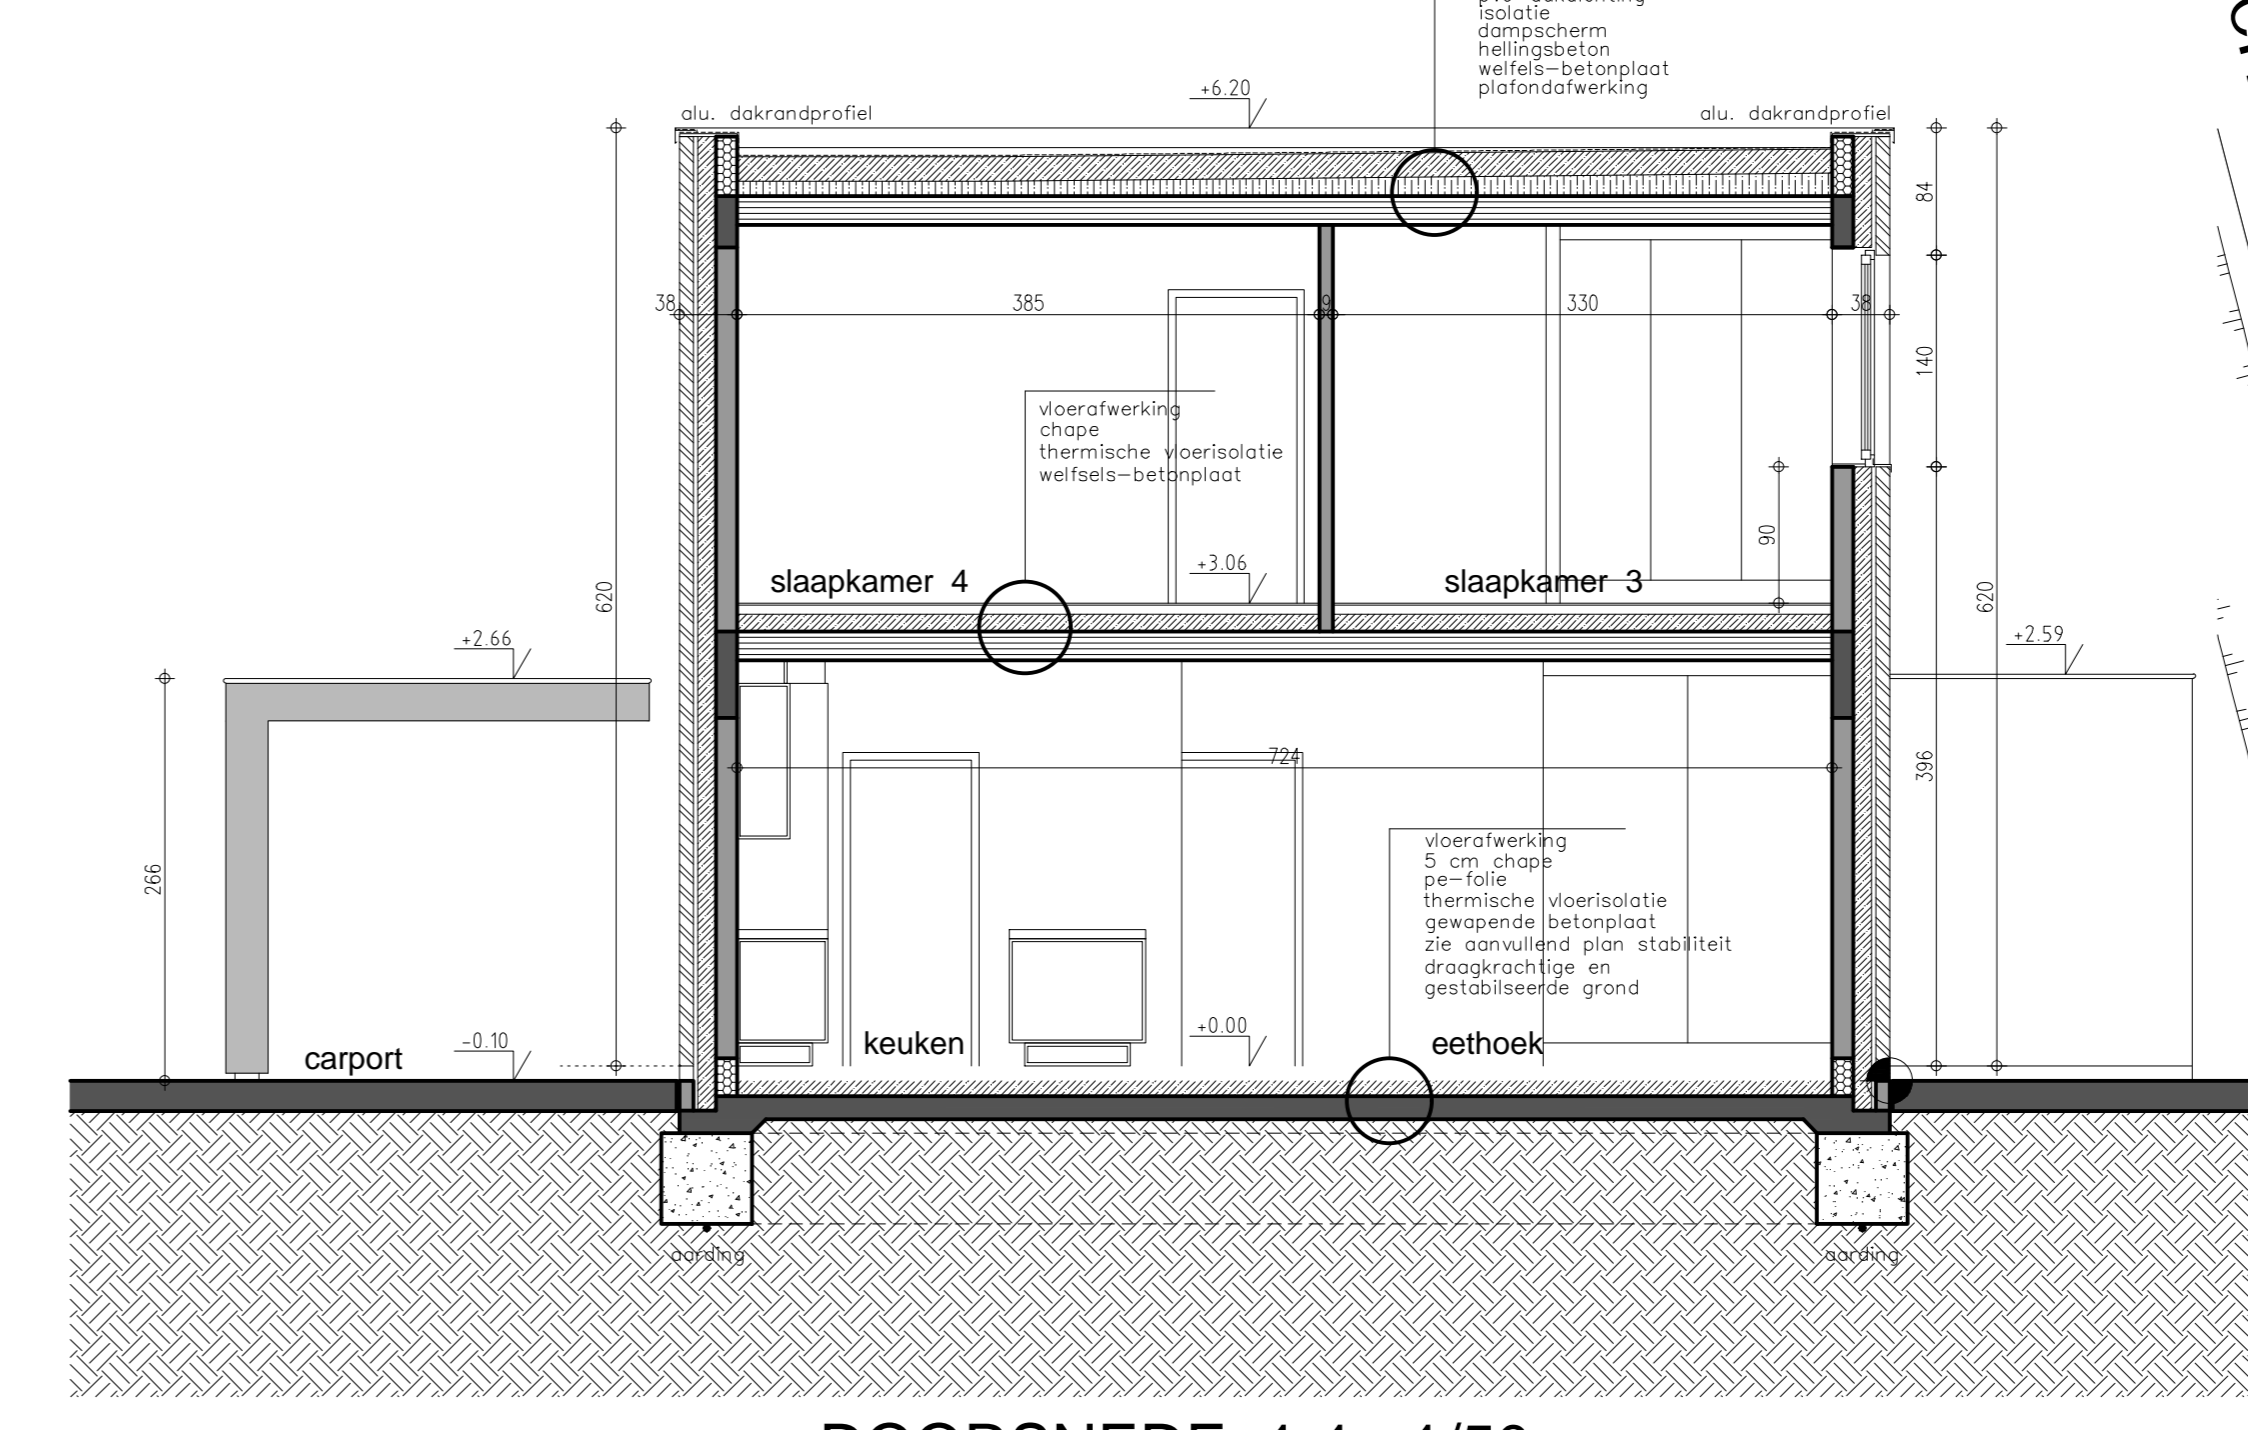 isolatie
dampscherm
hellingsbeton
welfels-betonplaat
plafondafwerking
+6.20
alu. dakrandprofiel
alu. dakrandprofiel
84
38
385
9
330
38
140
vloerafwerking
chape
thermische vloerisolatie
welfsels-betonplaat
90
+3.06
slaapkamer 4
slaapkamer 3
620
620
+2.66
+2.59
724
396
266
vloerafwerking
5 cm chape
pe-folie
thermische vloerisolatie
gewapende betonplaat
zie aanvullend plan stabiliteit
draagkrachtige en
gestabilseerde grond
+0.00
-0.10
carport
keuken
eethoek
aarding
aarding